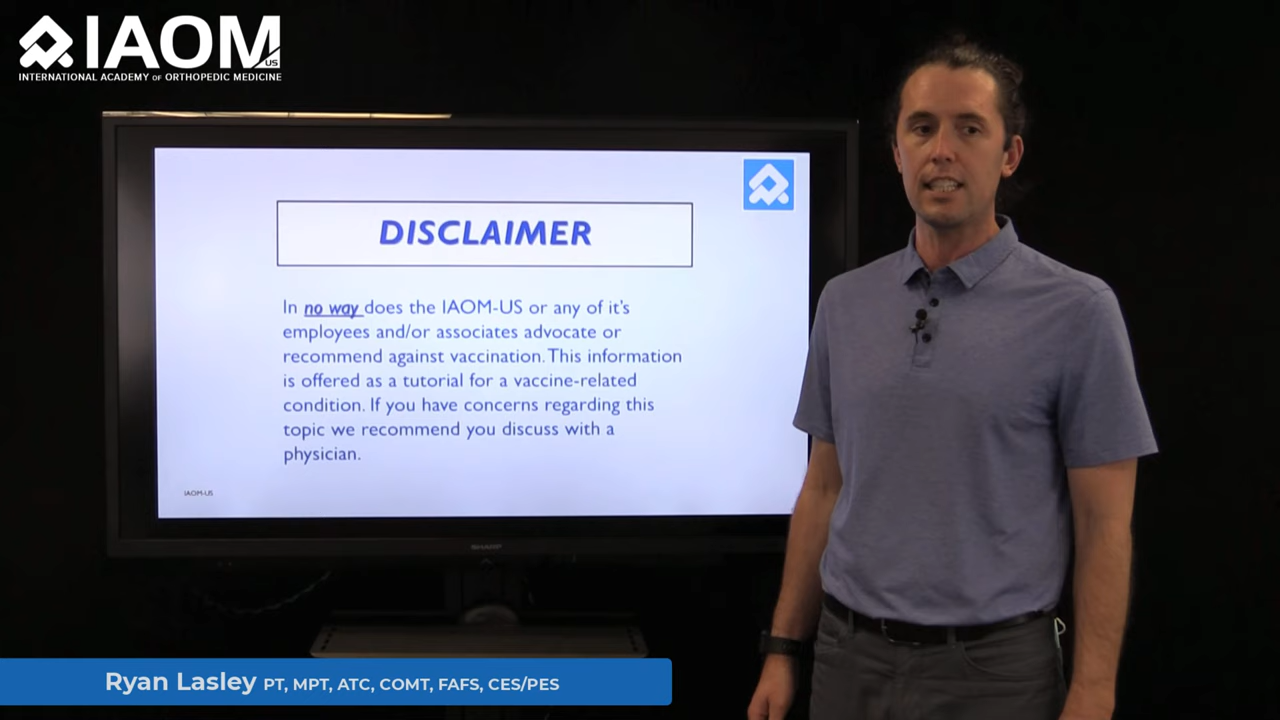 IAOM
US
INTERNATIONAL ACADEMY OF ORTHOPEDIC MEDICINE
DISCLAIMER
In no way does the IAOM-US or any of it's
employees and/or associates advocate or
recommend against vaccination. This information
is offered as a tutorial for a vaccine-related
condition. If you have concerns regarding this
topic we recommend you discuss with a
physician.
IAOM-US
SHARP
Ryan Lasley PT, MPT, ATC, COMT, FAFS, CES/PES